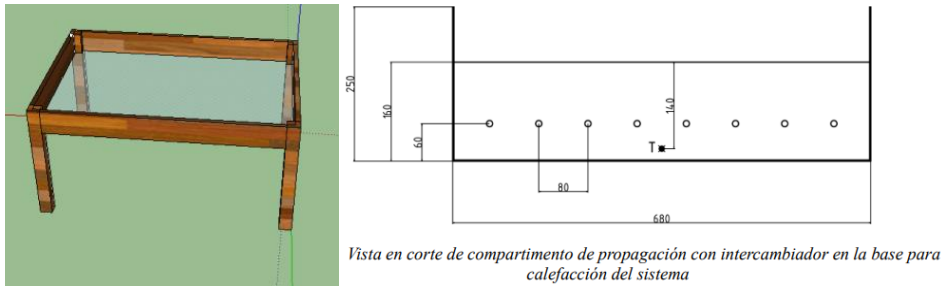 250
160
60
140
T
80
680
Vista en corte de compartimento de propagación con intercambiador en la base para
calefacción del sistema